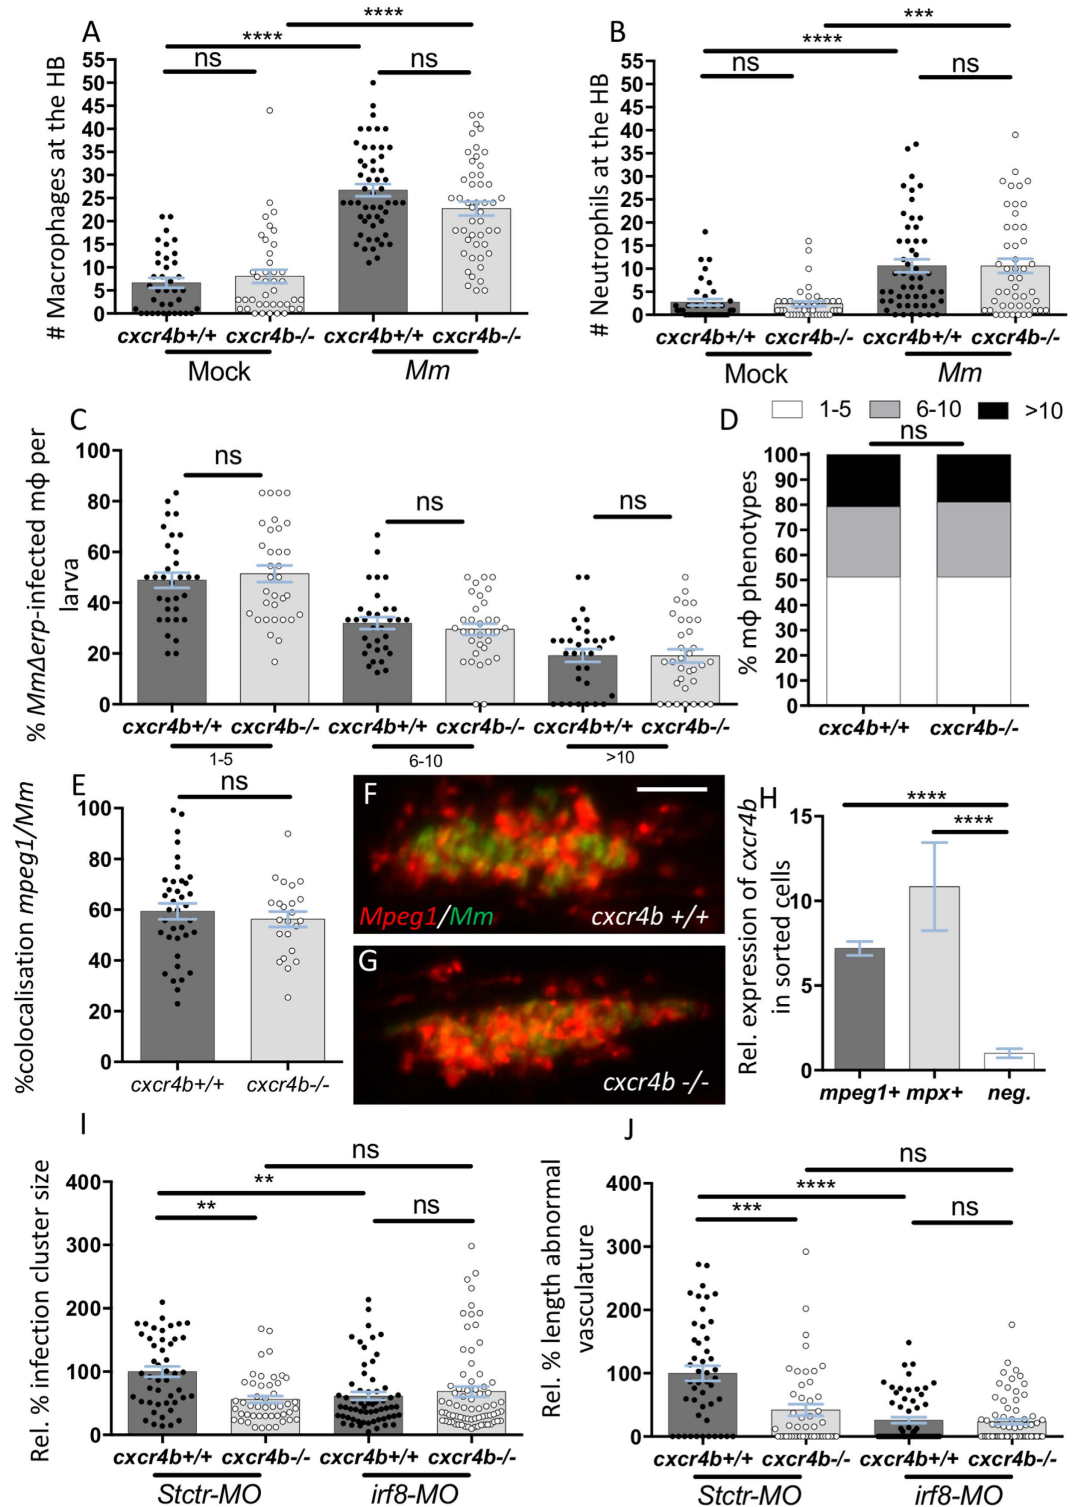 A
****
****
ns
ns
# Macrophages at the HB
55
50
45
40
35
30
25
20
15
10
5
0
cxcr4b+/+ cxcr4b-/- cxcr4b+/+ cxcr4b-/-
Mock Mm
B
***
****
ns
ns
# Neutrophils at the HB
55
50
45
40
35
30
25
20
15
10
5
0
cxcr4b+/+ cxcr4b-/- cxcr4b+/+ cxcr4b-/-
Mock Mm
C
ns
ns
ns
% MmΔerp-infected mφ per
larva
100
80
60
40
20
0
cxcr4b+/+ cxcr4b-/- cxcr4b+/+ cxcr4b-/- cxcr4b+/+ cxcr4b-/-
1-5 6-10 >10
D
1-5 6-10 >10
ns
% mφ phenotypes
100
90
80
70
60
50
40
30
20
10
0
cxc4b+/+ cxcr4b-/-
E
ns
%colocalisation mpeg1/Mm
100
80
60
40
20
0
cxcr4b+/+ cxcr4b-/-
F
Mpeg1/Mm cxcr4b +/+
G
cxcr4b -/-
H
****
****
Rel. expression of cxcr4b
in sorted cells
15
10
5
0
mpeg1+ mpx+ neg.
I
ns
**
**
ns
Rel. % infection cluster size
400
300
200
100
0
cxcr4b+/+ cxcr4b-/- cxcr4b+/+ cxcr4b-/-
Stctr-MO irf8-MO
J
ns
****
***
ns
Rel. % length abnormal
vasculature
400
300
200
100
0
cxcr4b+/+ cxcr4b-/- cxcr4b+/+ cxcr4b-/-
Stctr-MO irf8-MO